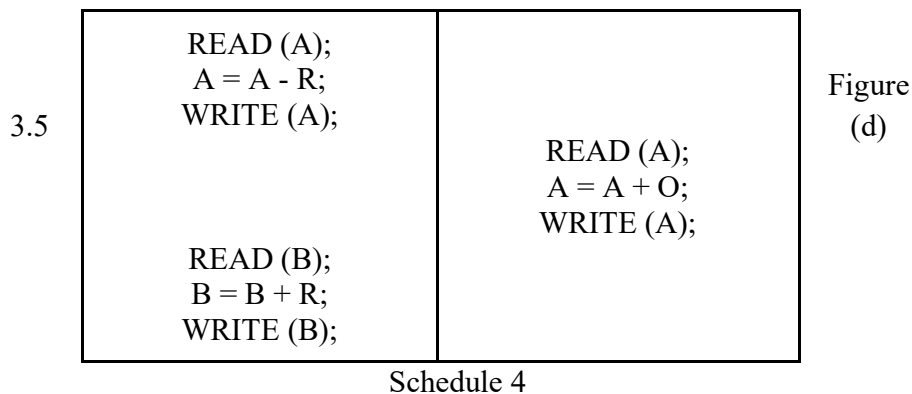 3.5
READ (A);
A = A - R;
WRITE (A);
READ (B);
B = B + R;
WRITE (B);
READ (A);
A = A + O;
WRITE (A);
Figure
(d)
Schedule 4